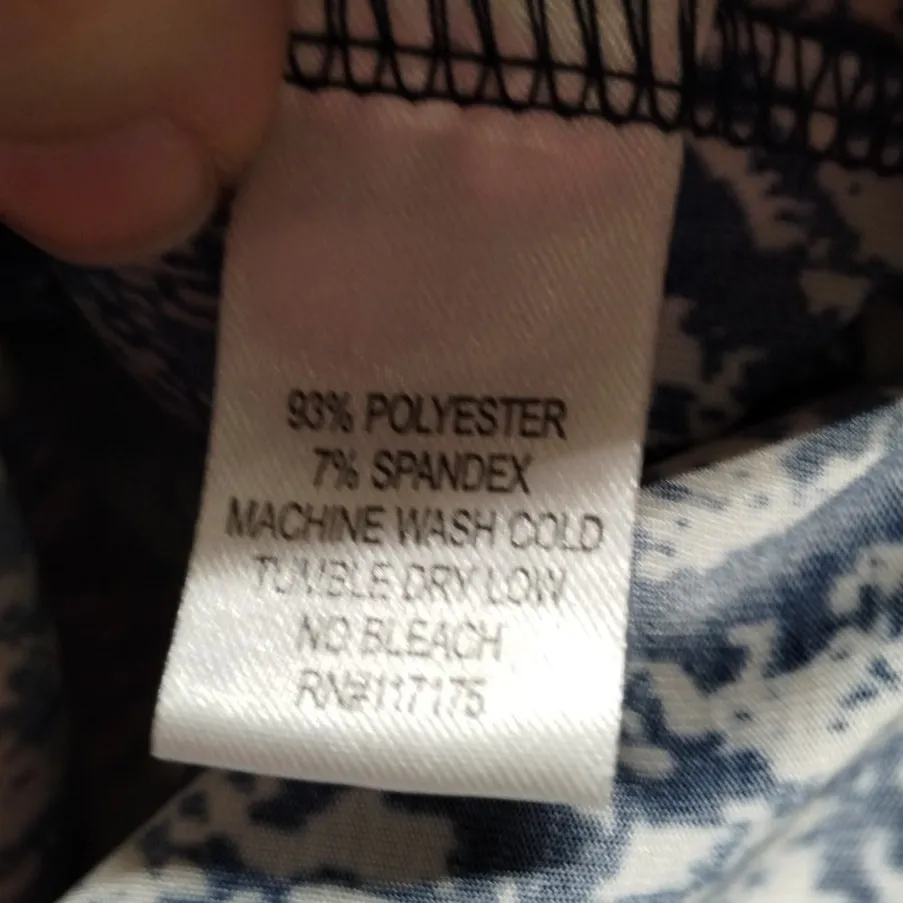 93% POLYESTER
7% SPANDEX
MACHINE WASH COLD
TUMBLE DRY LOW
NO BLEACH
RN#117175